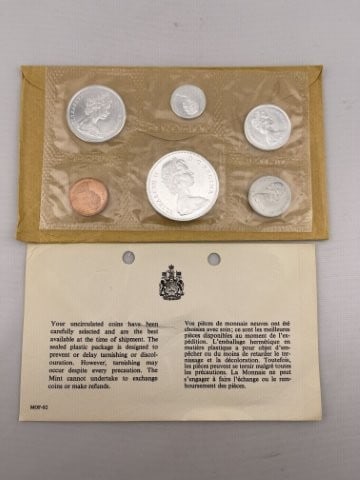 Your uncirculated coins have been
carefully selected and are the best
available at the time of shipment. The
sealed plastic package is designed to
prevent or delay tarnishing or discol-
ouration. However, tarnishing may
occur despite every precaution. The
Mint cannot undertake to exchange
coins or make refunds.
Vos pièces de monnaie neuves ont été
choisies avec soin; ce sont les meilleures
pièces disponibles au moment de l'ex-
pédition. L'emballage hermétique en
matière plastique a pour objet d'em-
pêcher ou du moins de retarder le ter-
nissage et la décoloration. Toutefois,
les pièces peuvent se ternir malgré toutes
les précautions. La Monnaie ne peut
s'engager à faire l'échange ou le rem-
boursement des pièces.
MOF-62